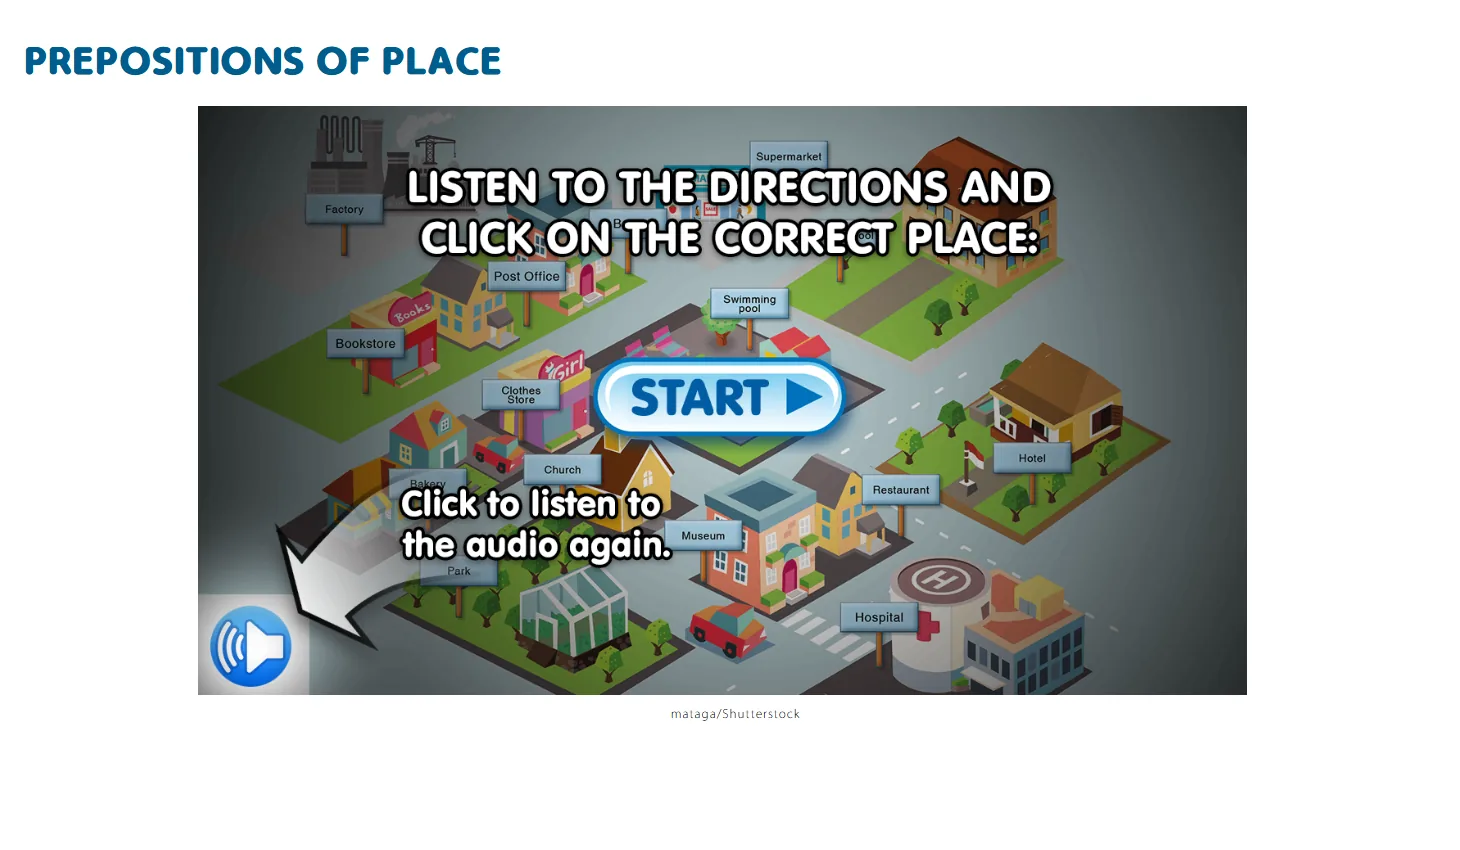 PREPOSITIONS OF PLACE
Supermarket
LISTEN TO THE DIRECTIONS AND
CLICK ON THE CORRECT PLACE:
Factory
Post Office
Swimming
pool
Books
Bookstore
Girl
Clothes
Store
START
Church
Hotel
Bakery
Restaurant
Click to listen to
the audio again.
Museum
Park
H
Hospital
mataga/Shutterstock